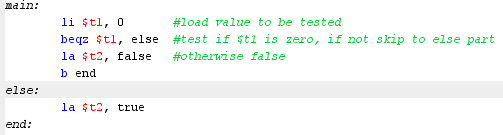 main:
li $t1, 0 #load value to be tested
beqz $t1, else #test if $t1 is zero, if not skip to else part
la $t2, false #otherwise false
b end
else:
la $t2, true
end: